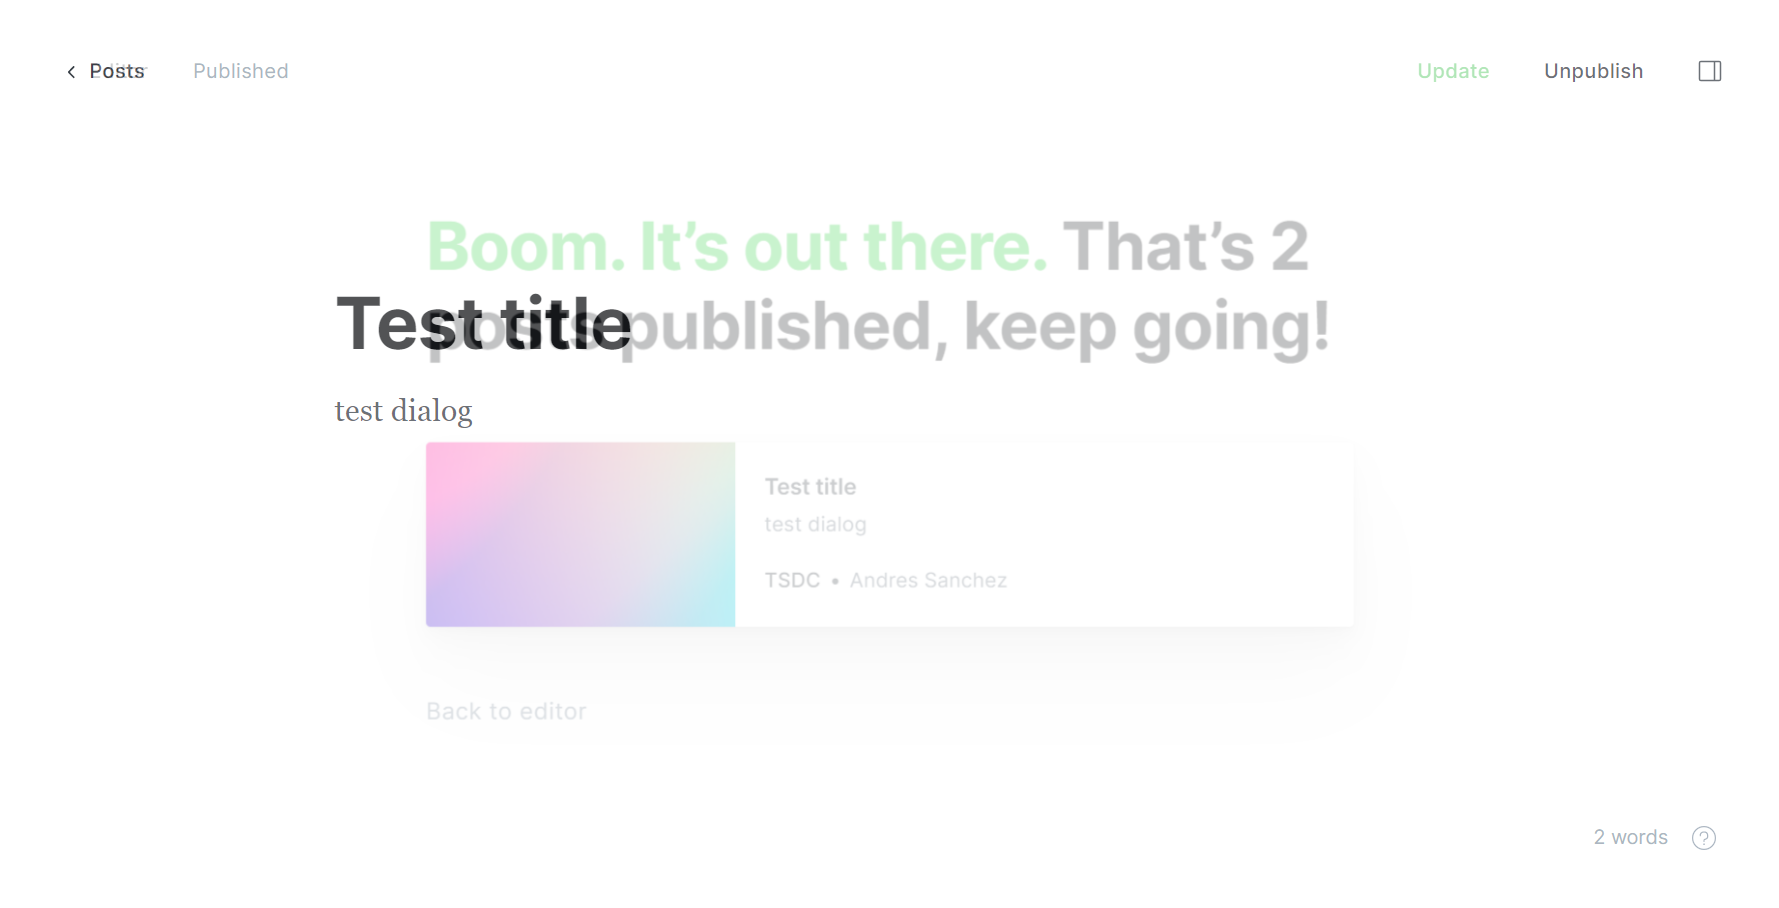 Posts
Editor
Published
Update
Unpublish
Boom. It’s out there. That’s 2
posts published, keep going!
Test title
test dialog
Test title
test dialog
TSDC • Andres Sanchez
Back to editor
2 words
?